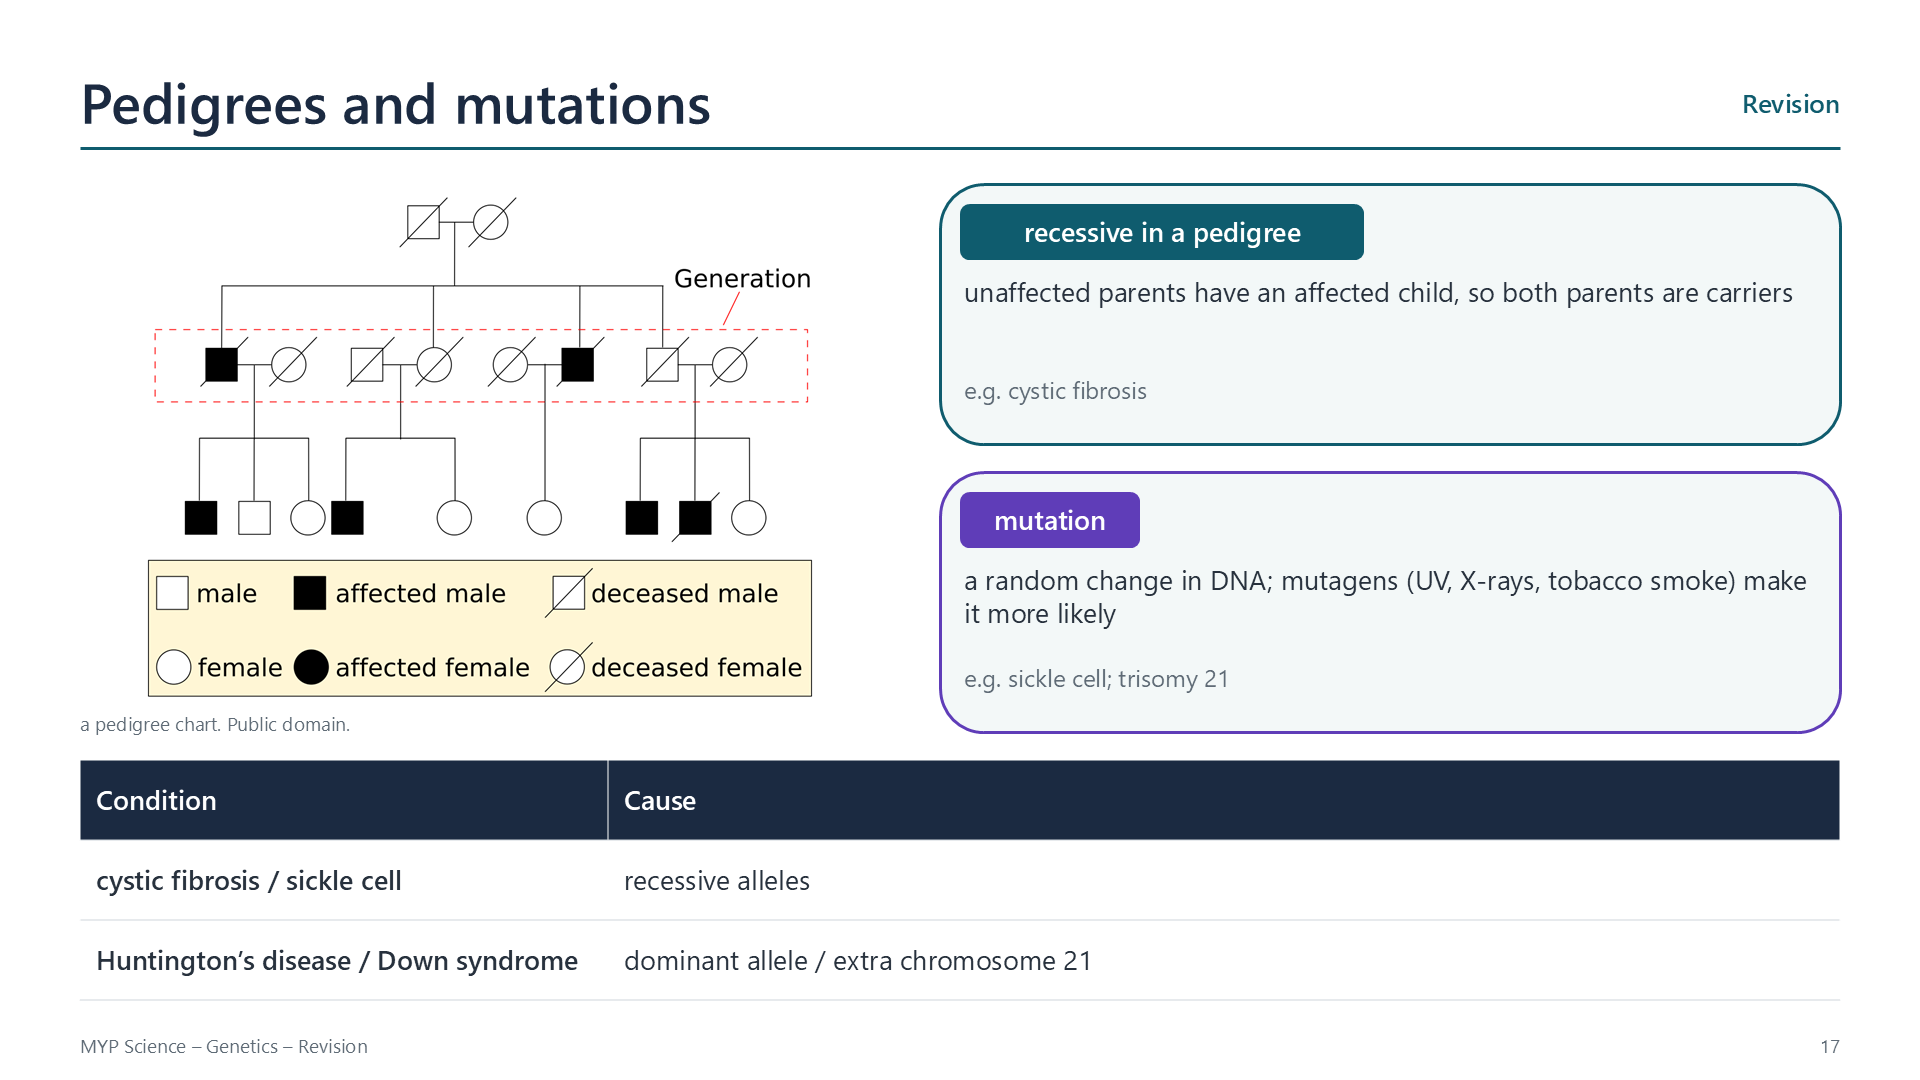 Pedigrees and mutations
Revision
Generation
male
affected male
deceased male
female
affected female
deceased female
a pedigree chart. Public domain.
recessive in a pedigree
unaffected parents have an affected child, so both parents are carriers
e.g. cystic fibrosis
mutation
a random change in DNA; mutagens (UV, X-rays, tobacco smoke) make
it more likely
e.g. sickle cell; trisomy 21
Condition
Cause
cystic fibrosis / sickle cell
recessive alleles
Huntington’s disease / Down syndrome
dominant allele / extra chromosome 21
MYP Science – Genetics – Revision
17